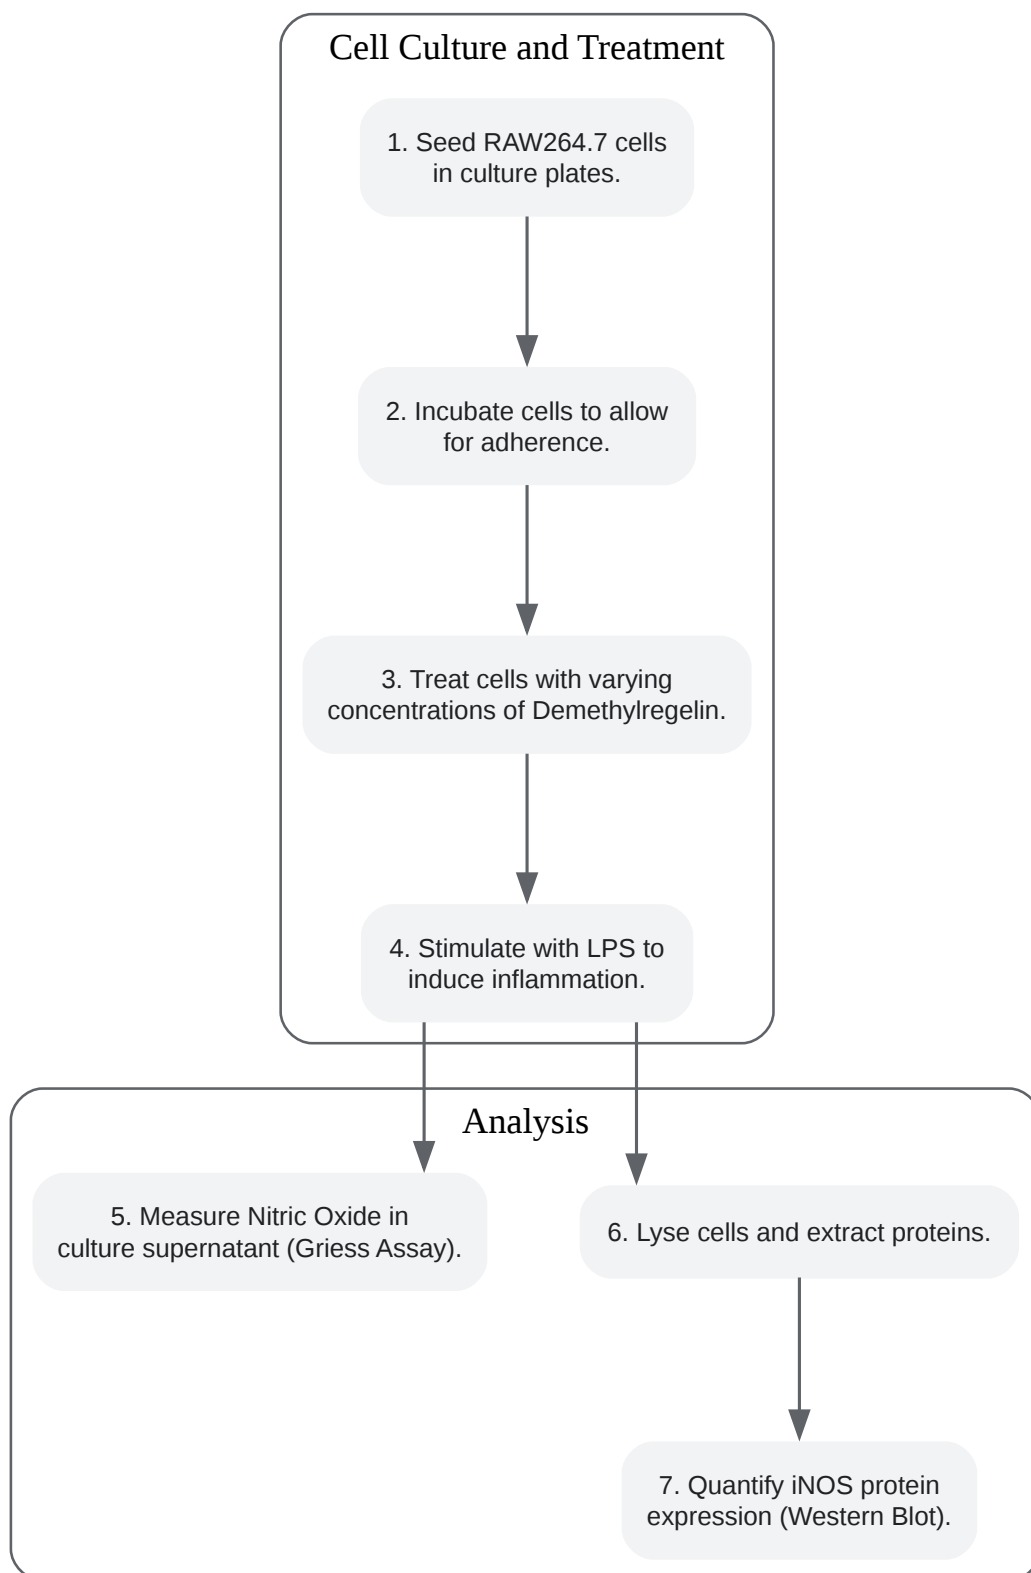 Cell Culture and Treatment
1. Seed RAW264.7 cells
in culture plates.
2. Incubate cells to allow
for adherence.
3. Treat cells with varying
concentrations of Demethylregelin.
4. Stimulate with LPS to
induce inflammation.
Analysis
5. Measure Nitric Oxide in
culture supernatant (Griess Assay).
6. Lyse cells and extract proteins.
7. Quantify iNOS protein
expression (Western Blot).